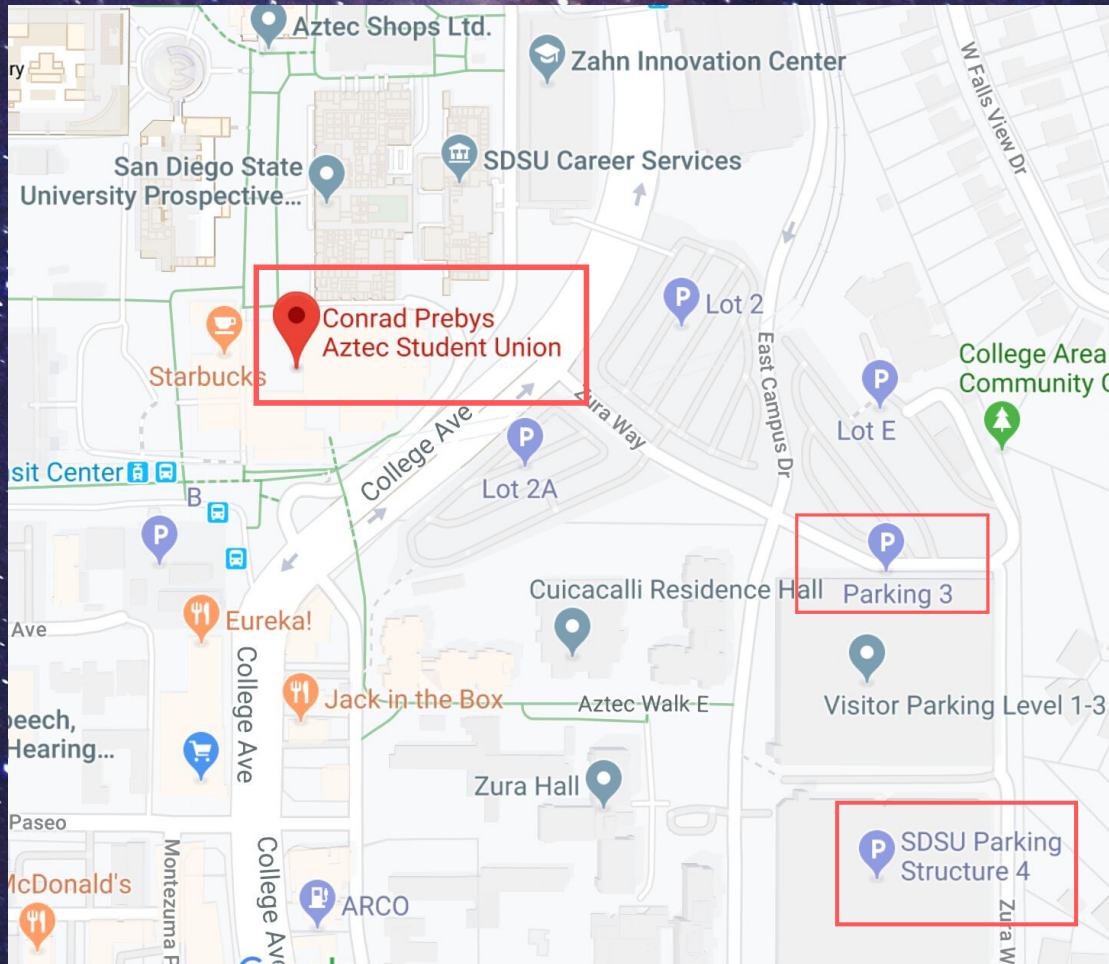 Aztec Shops Ltd.
ry
Zahn Innovation Center
W Falls View Dr
San Diego State
University Prospective...
SDSU Career Services
Conrad Prebys
Aztec Student Union
P Lot 2
Starbucks
East Campus Dr
College Area
Community C
P
Lot E
Zura Way
College Ave
P
Lot 2A
sit Center
B
P
P
Parking 3
Cuicacalli Residence Hall
Eureka!
Ave
College Ave
Jack in the Box
Aztec Walk E
Visitor Parking Level 1-3
peech,
Hearing...
Zura Hall
Paseo
P SDSU Parking
Structure 4
McDonald's
Montezuma P
College Ave
ARCO
Zura W